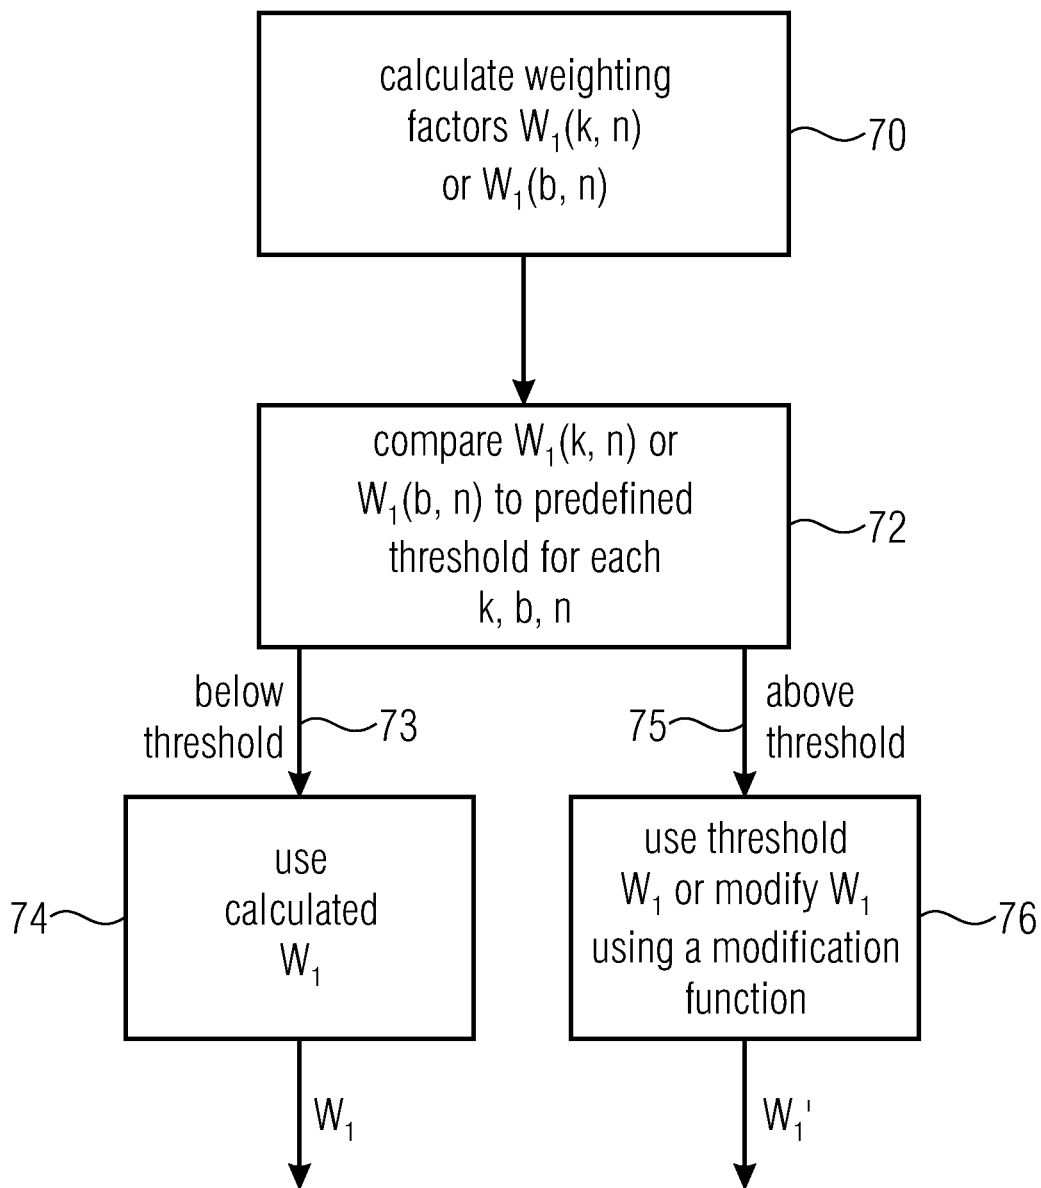 calculate weighting
factors W₁(k, n)
or W₁(b, n)
70
compare W₁(k, n) or
W₁(b, n) to predefined
threshold for each
k, b, n
72
below
threshold
73
75
above
threshold
use
calculated
W₁
74
use threshold
W₁ or modify W₁
using a modification
function
76
W₁
W₁'